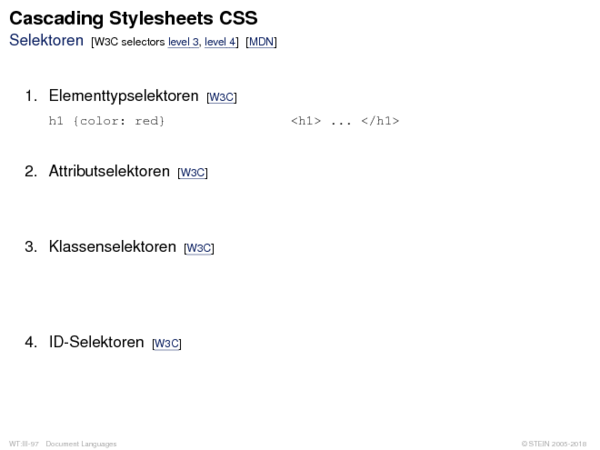 Cascading Stylesheets CSS
Selektoren [W3C selectors level 3, level 4] [MDN]
1. Elementtypselektoren [W3C]
h1 {color: red} <h1> ... </h1>
2. Attributselektoren [W3C]
3. Klassenselektoren [W3C]
4. ID-Selektoren [W3C]
WT:III-97 Document Languages © STEIN 2005-2018